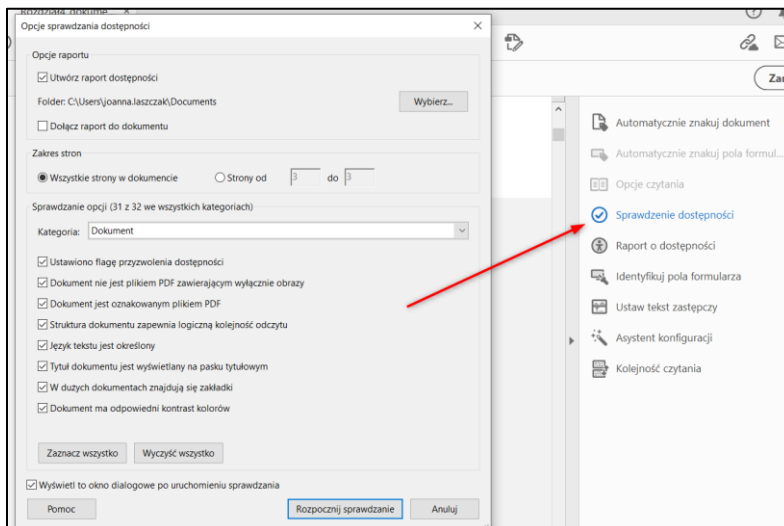 Rozdział4_dokume... ×
Opcje sprawdzania dostępności
Opcje raportu
Utwórz raport dostępności
Folder: C:\Users\joanna.laszczak\Documents
Wybierz...
Dołącz raport do dokumentu
Zakres stron
Wszystkie strony w dokumencie Strony od 3 do 3
Sprawdzanie opcji (31 z 32 we wszystkich kategoriach)
Kategoria: Dokument
Ustawiono flagę przyzwolenia dostępności
Dokument nie jest plikiem PDF zawierającym wyłącznie obrazy
Dokument jest oznakowanym plikiem PDF
Struktura dokumentu zapewnia logiczną kolejność odczytu
Język tekstu jest określony
Tytuł dokumentu jest wyświetlany na pasku tytułowym
W dużych dokumentach znajdują się zakładki
Dokument ma odpowiedni kontrast kolorów
Zaznacz wszystko Wyczyść wszystko
Wyświetl to okno dialogowe po uruchomieniu sprawdzania
Pomoc Rozpocznij sprawdzanie Anuluj
Zam
Automatycznie znakuj dokument
Automatycznie znakuj pola formul...
Opcje czytania
Sprawdzenie dostępności
Raport o dostępności
Identyfikuj pola formularza
Ustaw tekst zastępczy
Asystent konfiguracji
Kolejność czytania